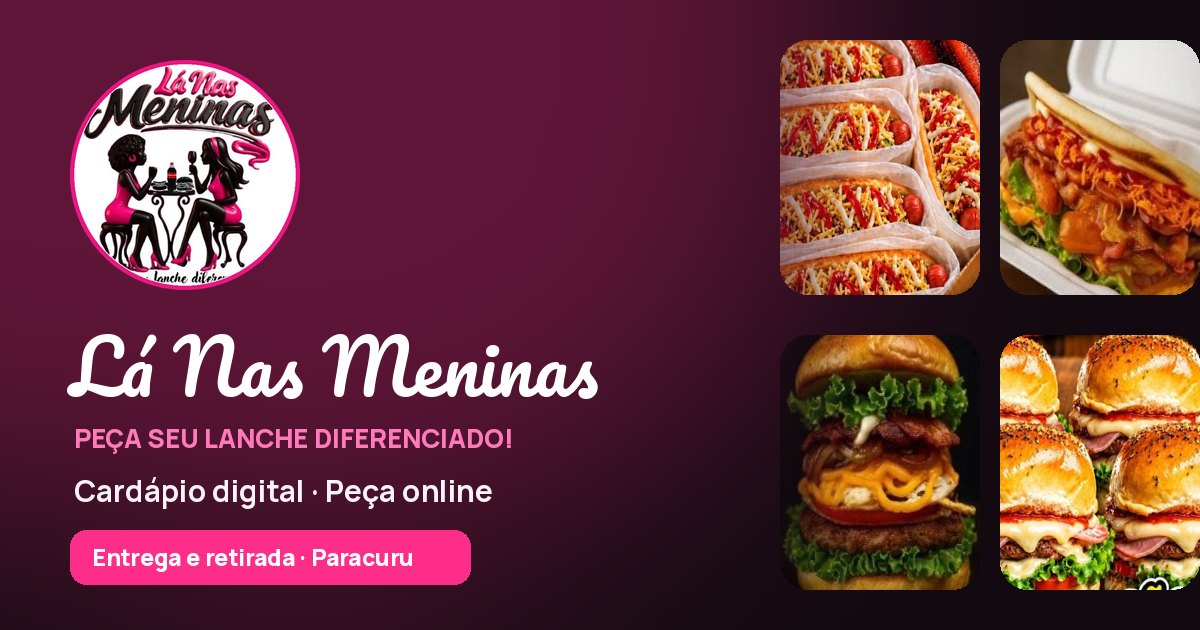 Lá Nas
Meninas
lanche
Lá Nas Meninas
PEÇA SEU LANCHE DIFERENCIADO!
Cardápio digital · Peça online
Entrega e retirada · Paracuru